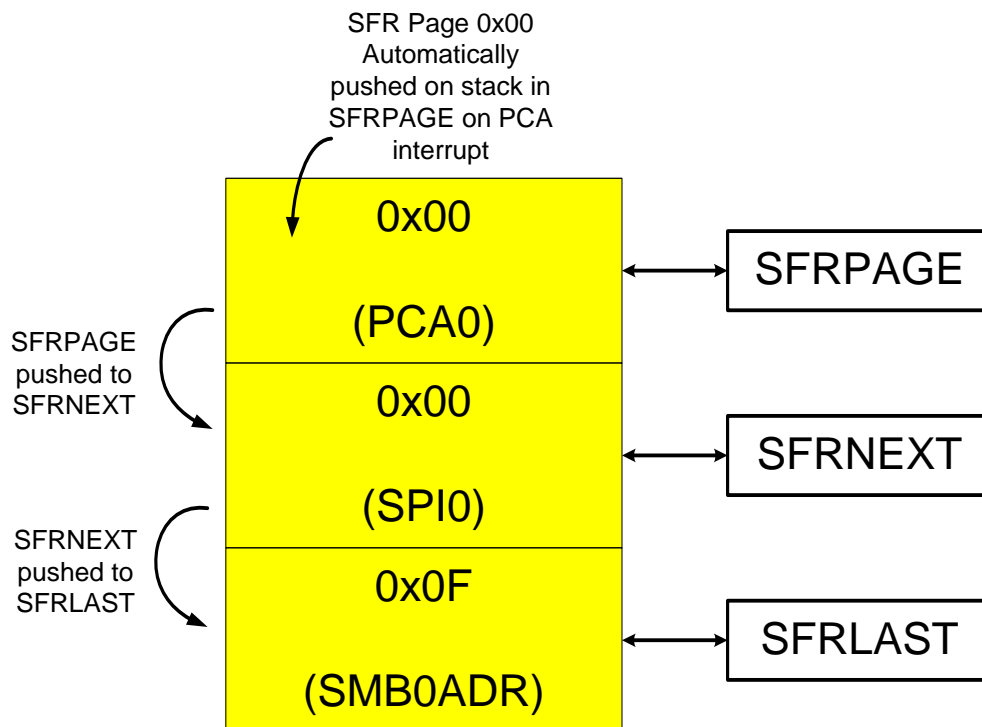 SFR Page 0x00
Automatically
pushed on stack in
SFRPAGE on PCA
interrupt
0x00
(PCA0)
SFRPAGE
SFRPAGE
pushed to
SFRNEXT
0x00
(SPI0)
SFRNEXT
SFRNEXT
pushed to
SFRLAST
0x0F
(SMB0ADR)
SFRLAST